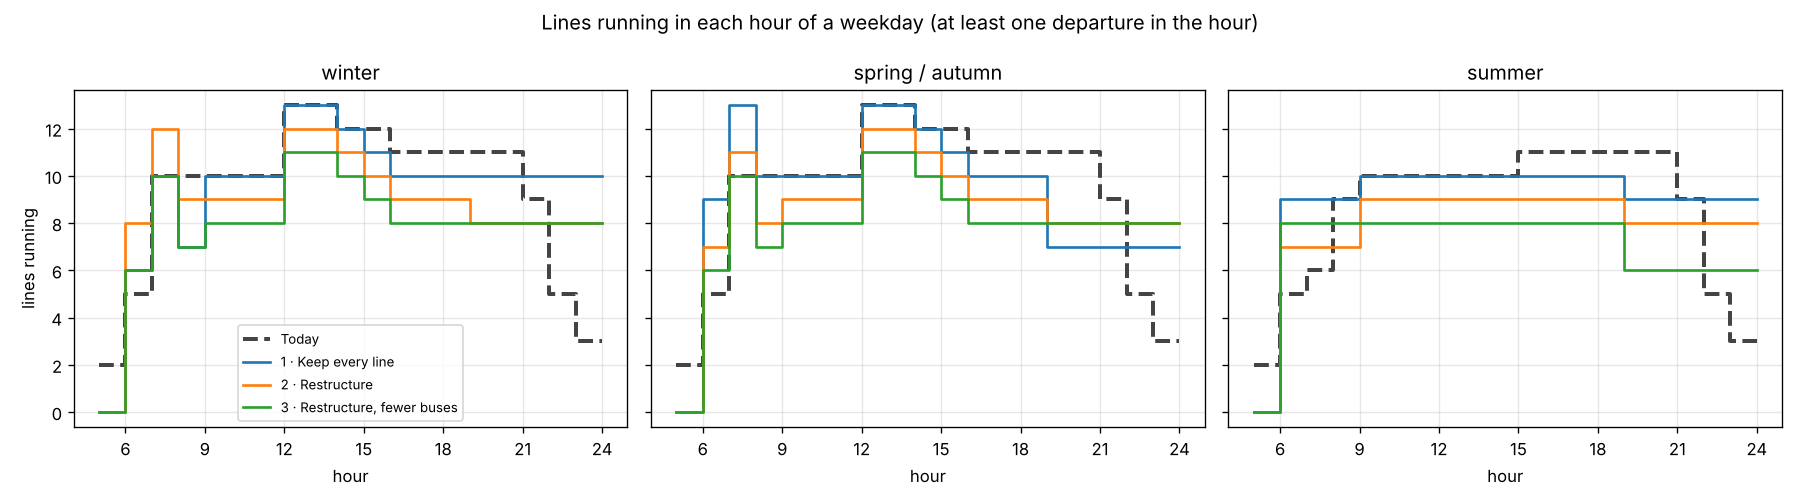 Lines running in each hour of a weekday (at least one departure in the hour)
winter
spring / autumn
summer
lines running
12
10
8
6
4
2
0
Today
1 · Keep every line
2 · Restructure
3 · Restructure, fewer buses
6 9 12 15 18 21 24
6 9 12 15 18 21 24
6 9 12 15 18 21 24
hour
hour
hour